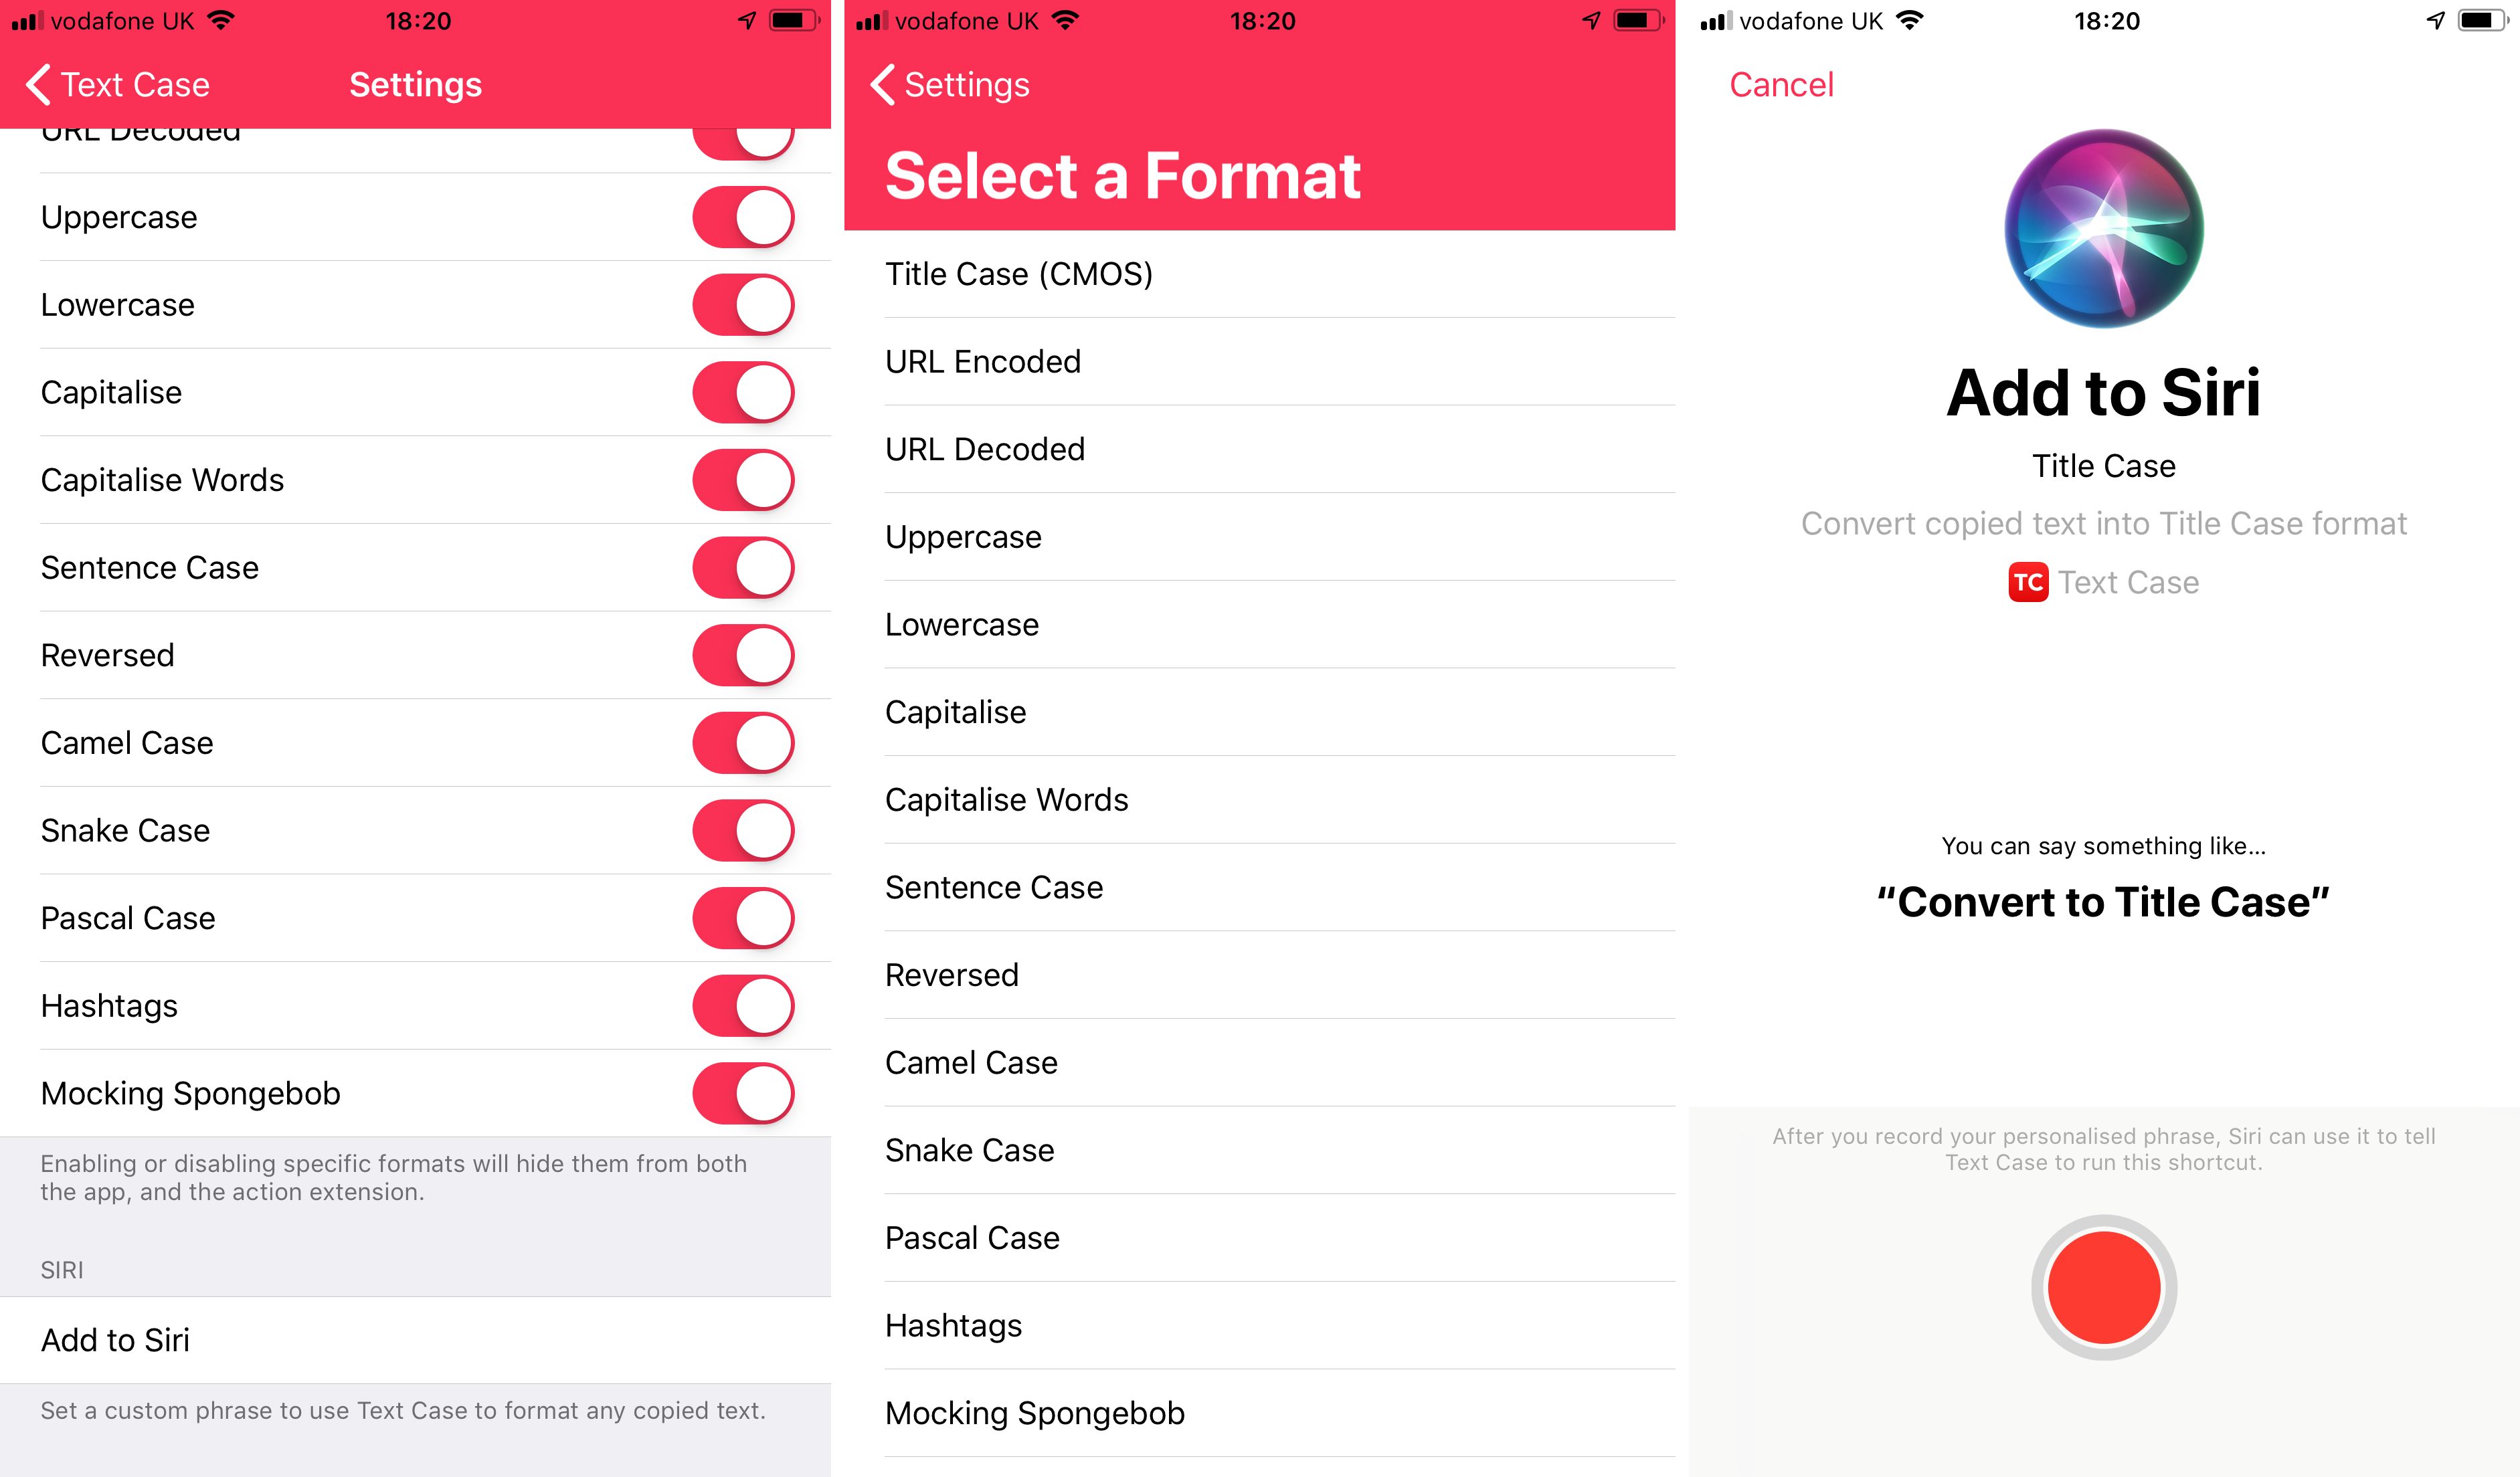 vodafone UK
18:20
Text Case
Settings
URL Decoded
Uppercase
Lowercase
Capitalise
Capitalise Words
Sentence Case
Reversed
Camel Case
Snake Case
Pascal Case
Hashtags
Mocking Spongebob
Enabling or disabling specific formats will hide them from both
the app, and the action extension.
SIRI
Add to Siri
Set a custom phrase to use Text Case to format any copied text.
vodafone UK
18:20
Settings
Select a Format
Title Case (CMOS)
URL Encoded
URL Decoded
Uppercase
Lowercase
Capitalise
Capitalise Words
Sentence Case
Reversed
Camel Case
Snake Case
Pascal Case
Hashtags
Mocking Spongebob
vodafone UK
18:20
Cancel
Add to Siri
Title Case
Convert copied text into Title Case format
TC Text Case
You can say something like...
“Convert to Title Case”
After you record your personalised phrase, Siri can use it to tell
Text Case to run this shortcut.